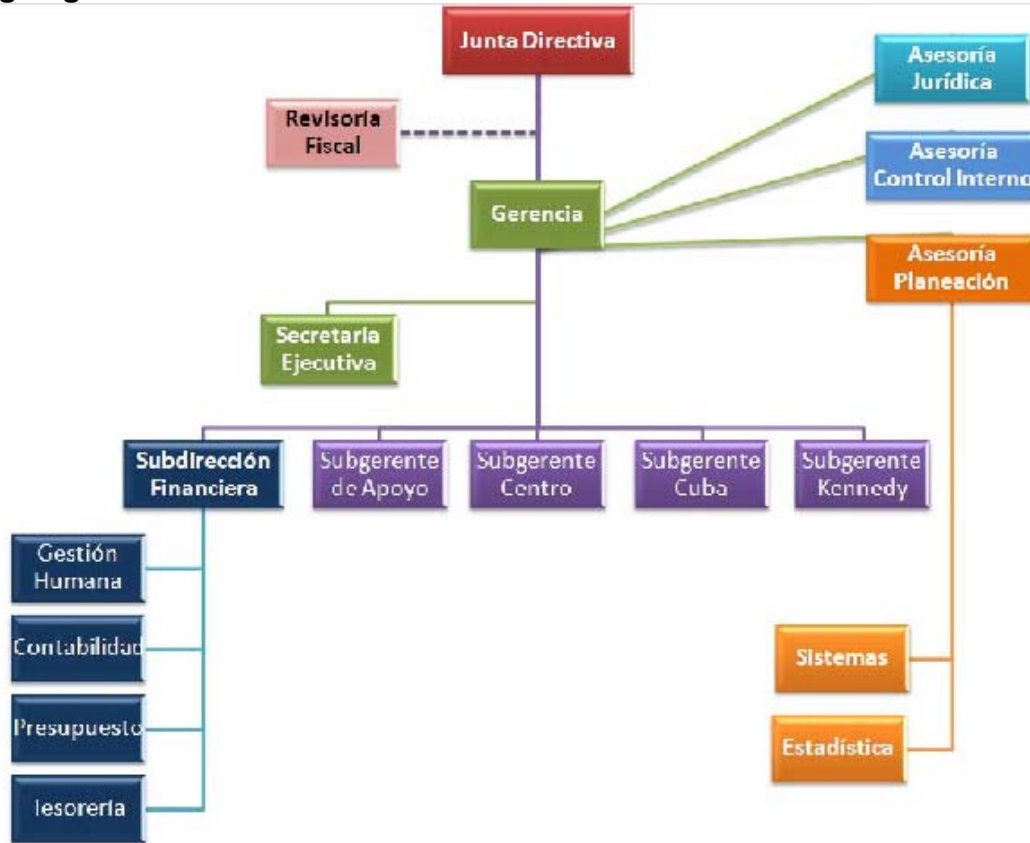 Junta Directiva
Revisoría
Fiscal
Asesoría
Jurídica
Asesoría
Control Interno
Gerencia
Asesoría
Planeación
Secretaria
Ejecutiva
Subdirección
Financiera
Subgerente
de Apoyo
Subgerente
Centro
Subgerente
Cuba
Subgerente
Kennedy
Gestión
Humana
Contabilidad
Presupuesto
Tesorería
Sistemas
Estadística